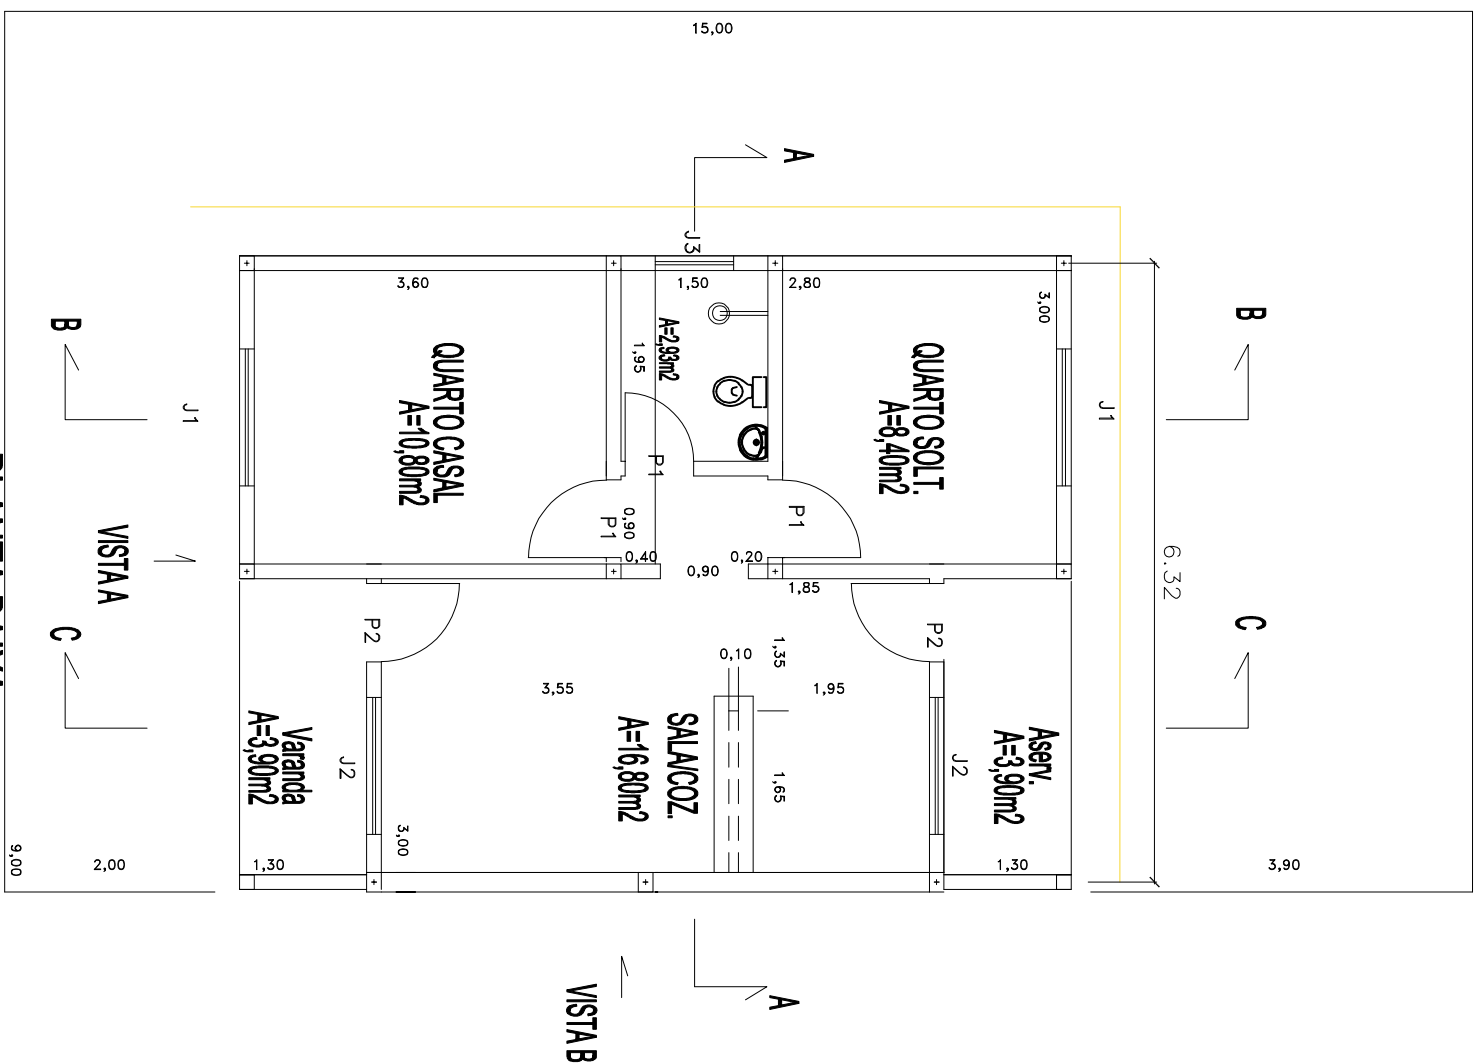 15,00
A
J3
3,60
1,50
2,80
3,00
B
B
A=2,93m2
1,95
QUARTO CASAL
A=10,80m2
QUARTO SOLT.
A=8,40m2
J1
J1
P1
P1
0,90
P1
VISTA A
0,40
0,20
0,90
1,85
6.32
C
C
P2
P2
0,10
1,35
3,55
1,95
Varanda
A=3,90m2
J2
SALA/COZ.
A=16,80m2
1,65
Aserv.
A=3,90m2
J2
3,00
9,00
2,00
1,30
1,30
3,90
A
VISTA B